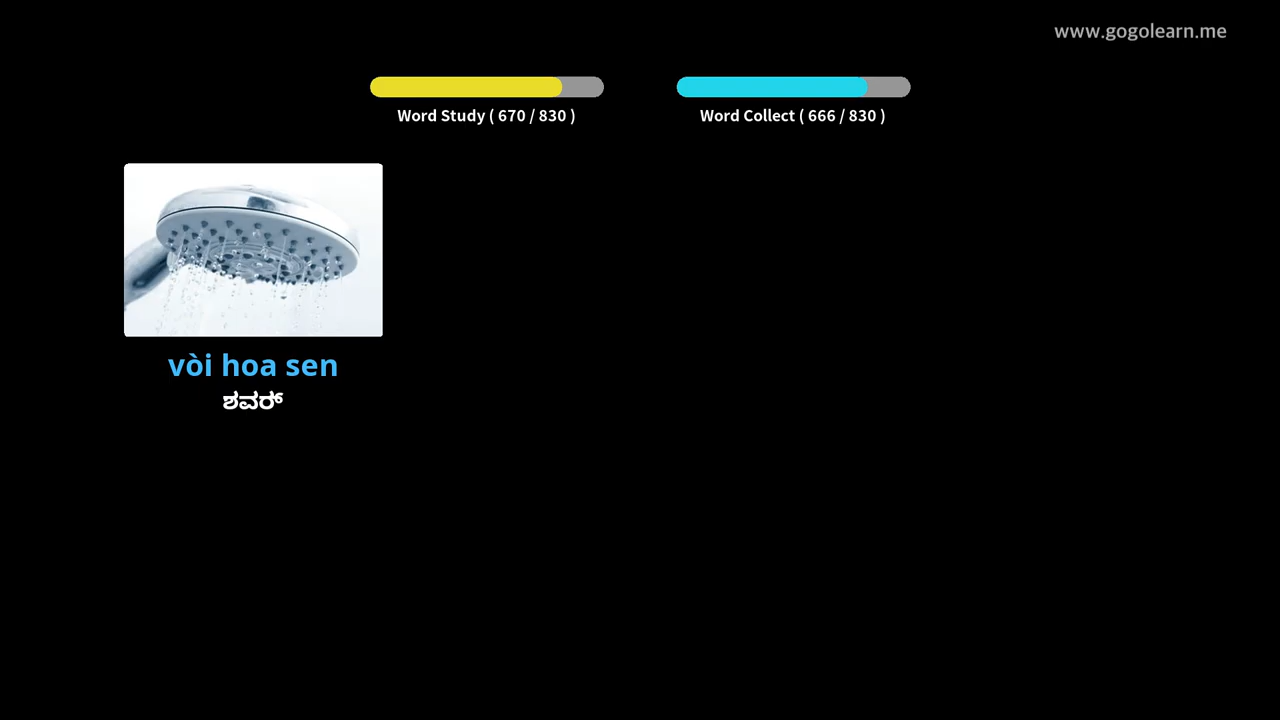 www.gogolearn.me
Word Study ( 670 / 830 )
Word Collect ( 666 / 830 )
vòi hoa sen
ಶವರ್